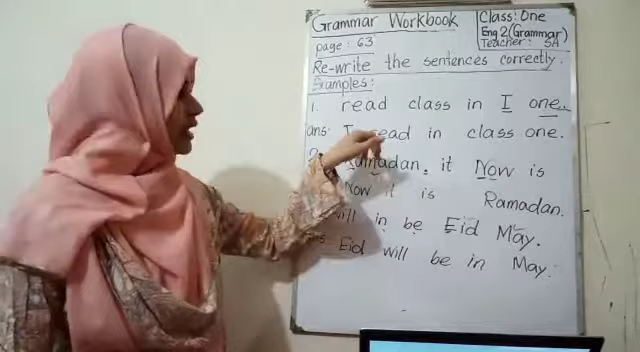 Grammar Workbook
Class: One
Eng 2(Grammar)
Teacher: SA
page: 63
Re-write the sentences correctly.
Examples:
1. read class in I one.
ans: I read in class one.
2. Ramadan. it Now is
Now it is Ramadan.
will in be Eid May.
Eid will be in May.